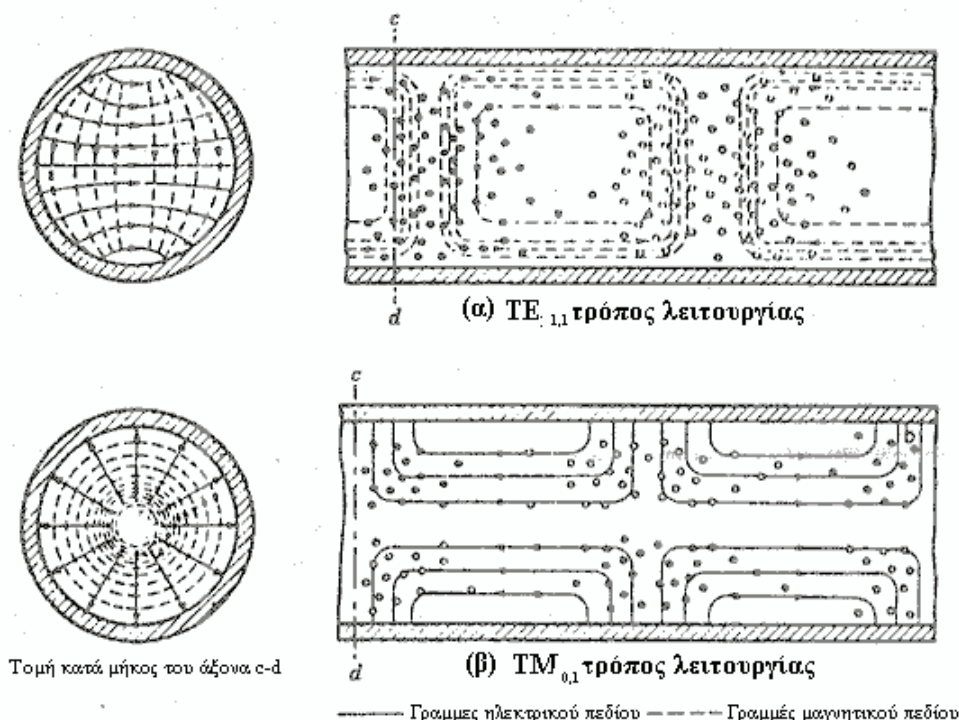 c
d
(α) TE 1,1 τρόπος λειτουργίας
c
d
Τομή κατά μήκος του άξονα c-d
(β) TM 0,1 τρόπος λειτουργίας
Γραμμες ηλεκτρικού πεδίου
Γραμμές μαγνητικού πεδίου